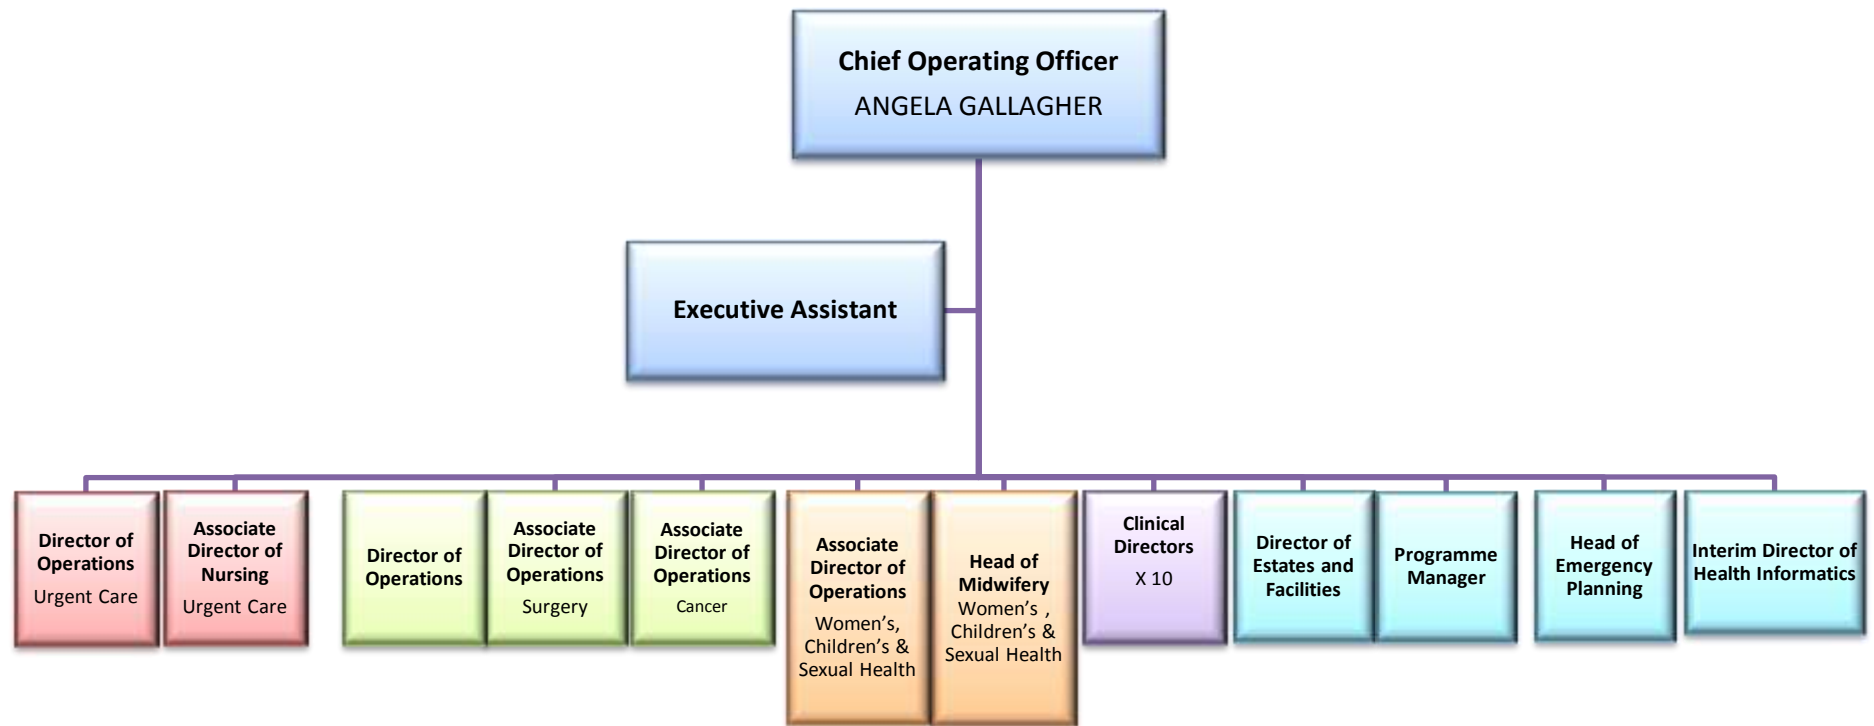 Chief Operating Officer
ANGELA GALLAGHER
Executive Assistant
Director of
Operations
Urgent Care
Associate
Director of
Nursing
Urgent Care
Director of
Operations
Associate
Director of
Operations
Surgery
Associate
Director of
Operations
Cancer
Associate
Director of
Operations
Women's,
Children's &
Sexual Health
Head of
Midwifery
Women's ,
Children's &
Sexual Health
Clinical
Directors
X 10
Director of
Estates and
Facilities
Programme
Manager
Head of
Emergency
Planning
Interim Director of
Health Informatics